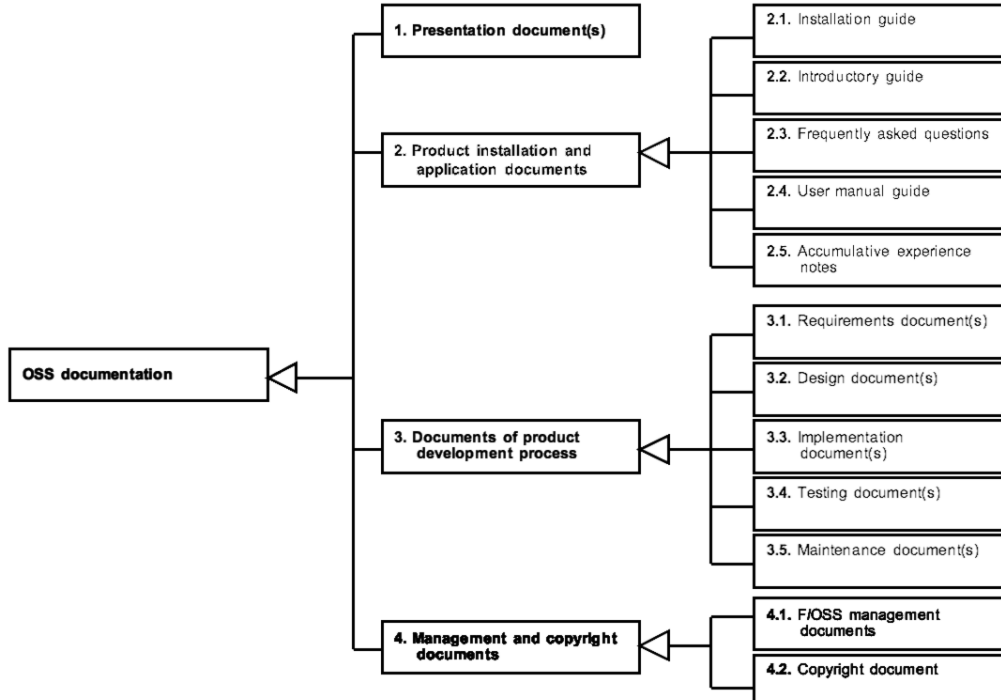 OSS documentation
1. Presentation document(s)
2. Product installation and
application documents
2.1. Installation guide
2.2. Introductory guide
2.3. Frequently asked questions
2.4. User manual guide
2.5. Accumulative experience
notes
3. Documents of product
development process
3.1. Requirements document(s)
3.2. Design document(s)
3.3. Implementation
document(s)
3.4. Testing document(s)
3.5. Maintenance document(s)
4. Management and copyright
documents
4.1. F/OSS management
documents
4.2. Copyright document